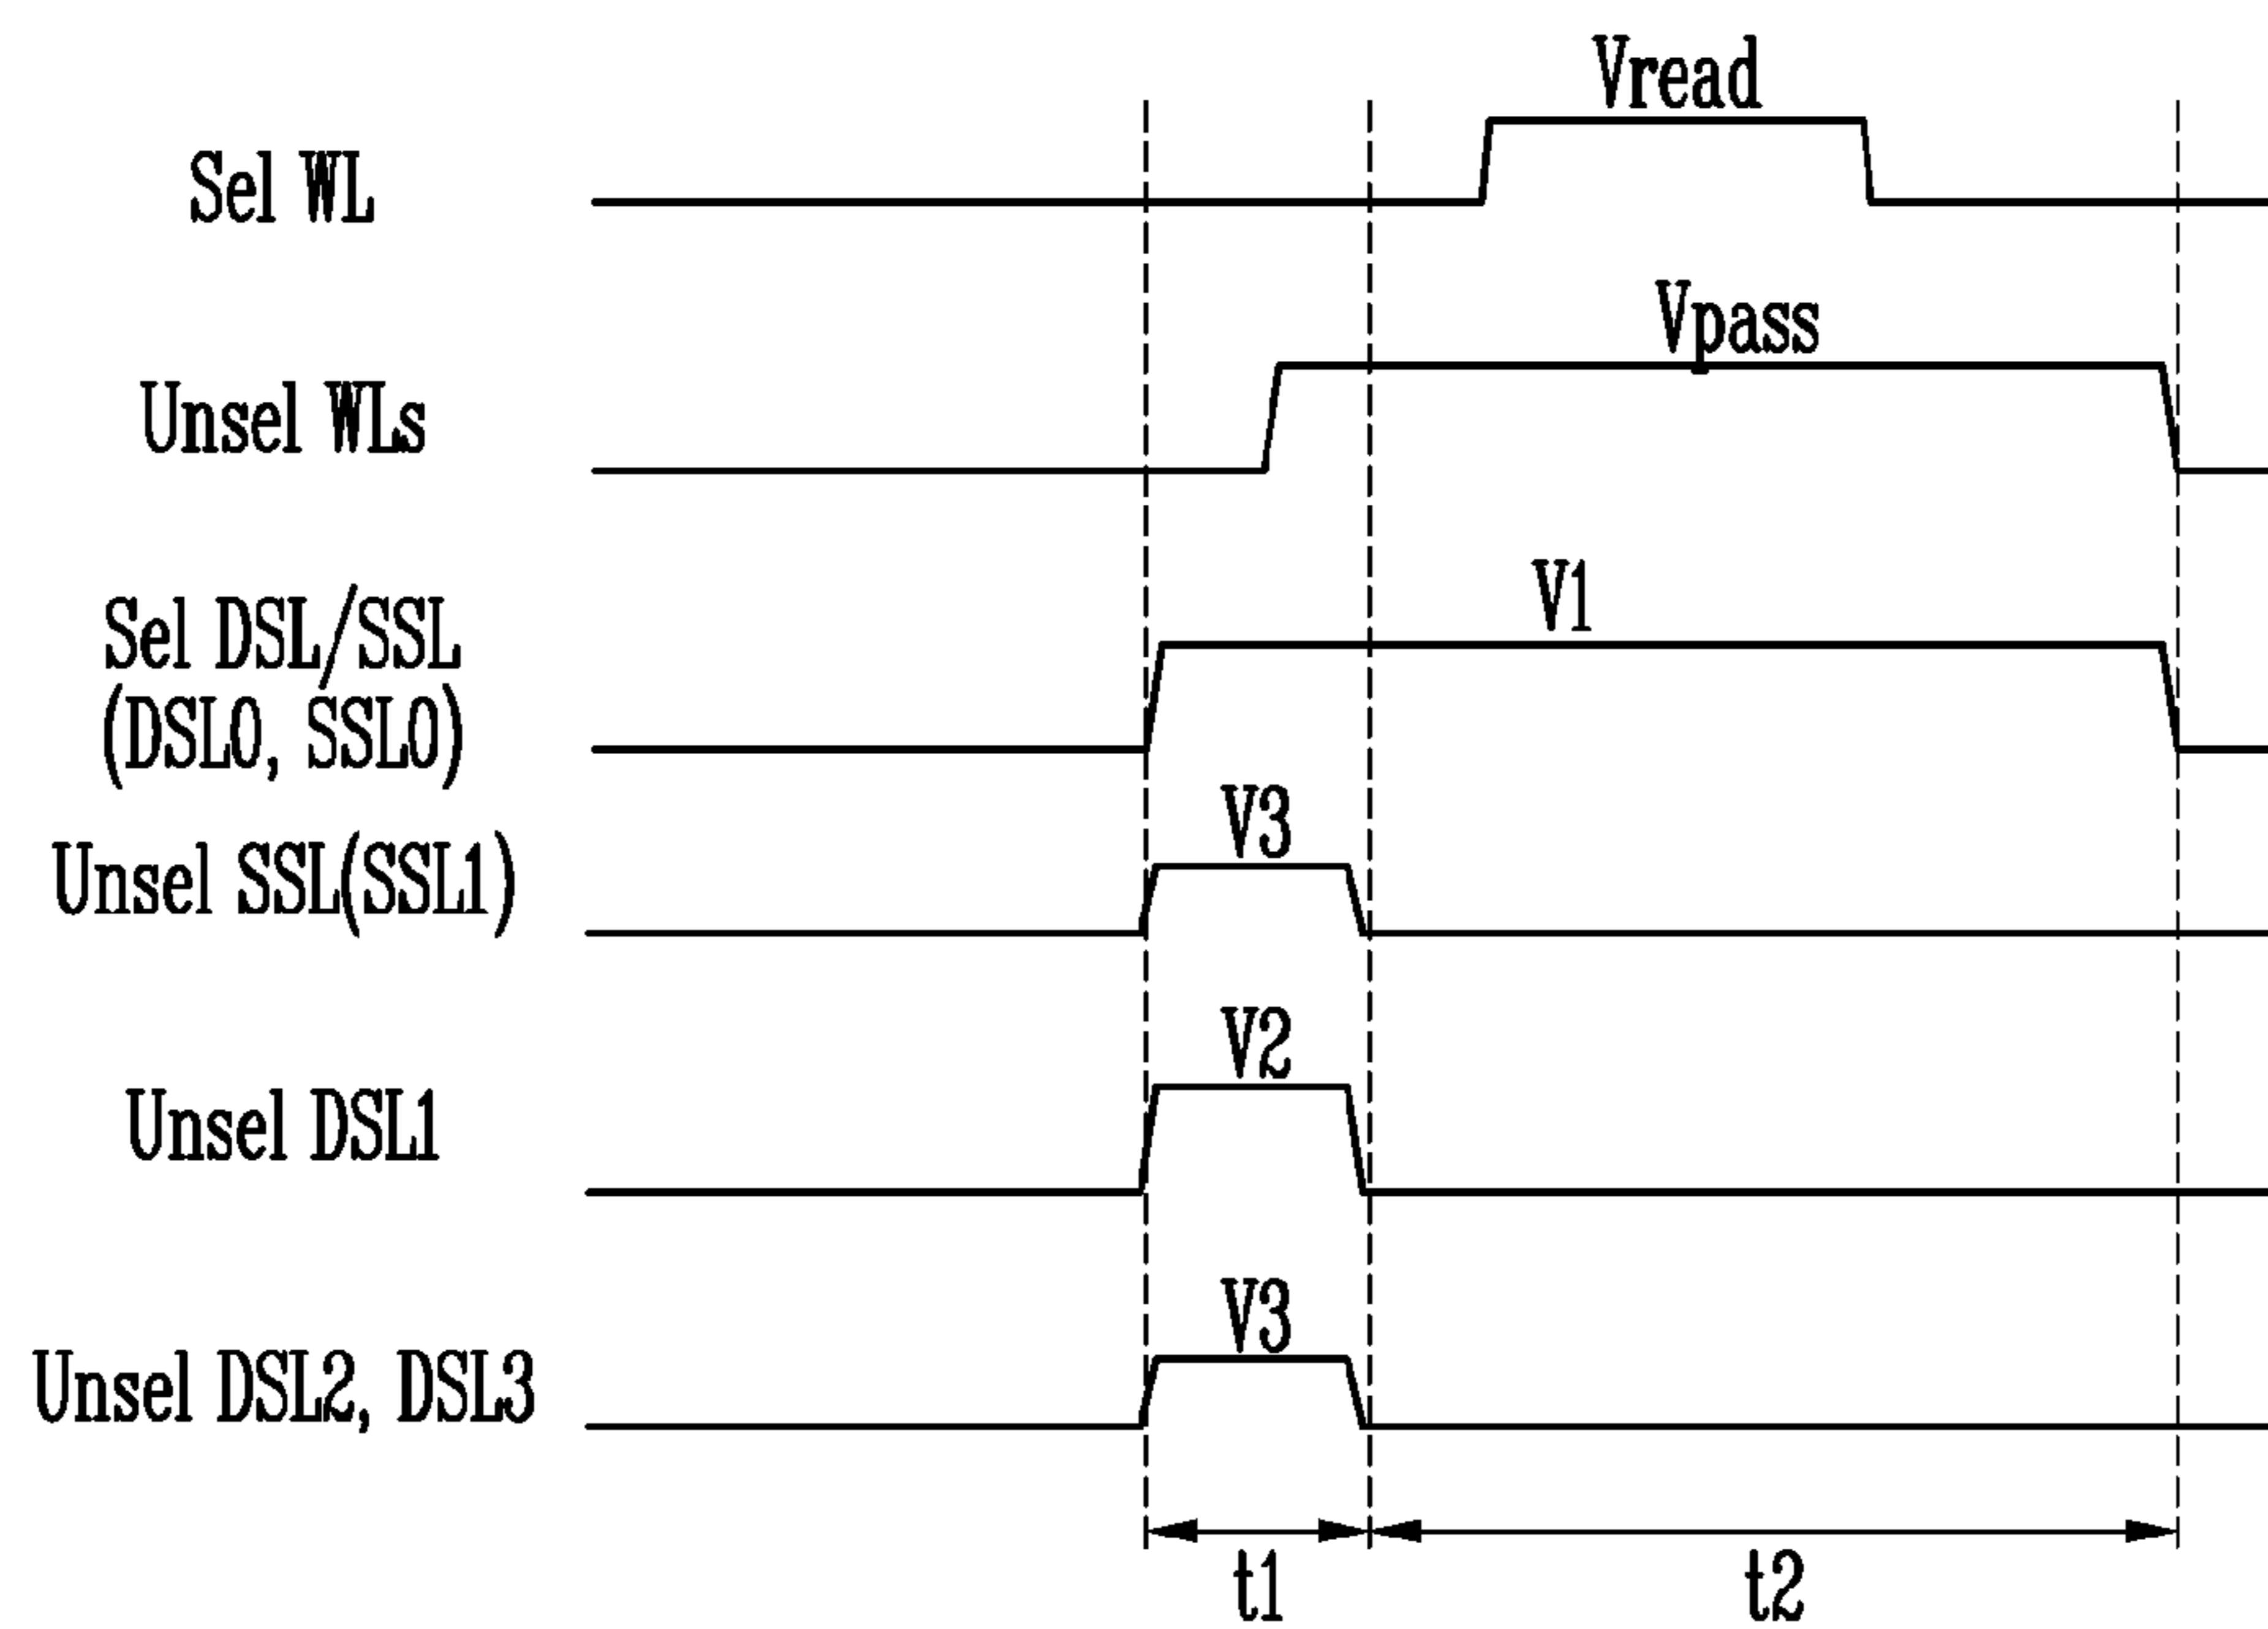 Vread
Sel WL
Vpass
Unsel WLs
V1
Sel DSL/SSL
(DSL0, SSL0)
V3
Unsel SSL(SSL1)
V2
Unsel DSL1
V3
Unsel DSL2, DSL3
t1
t2